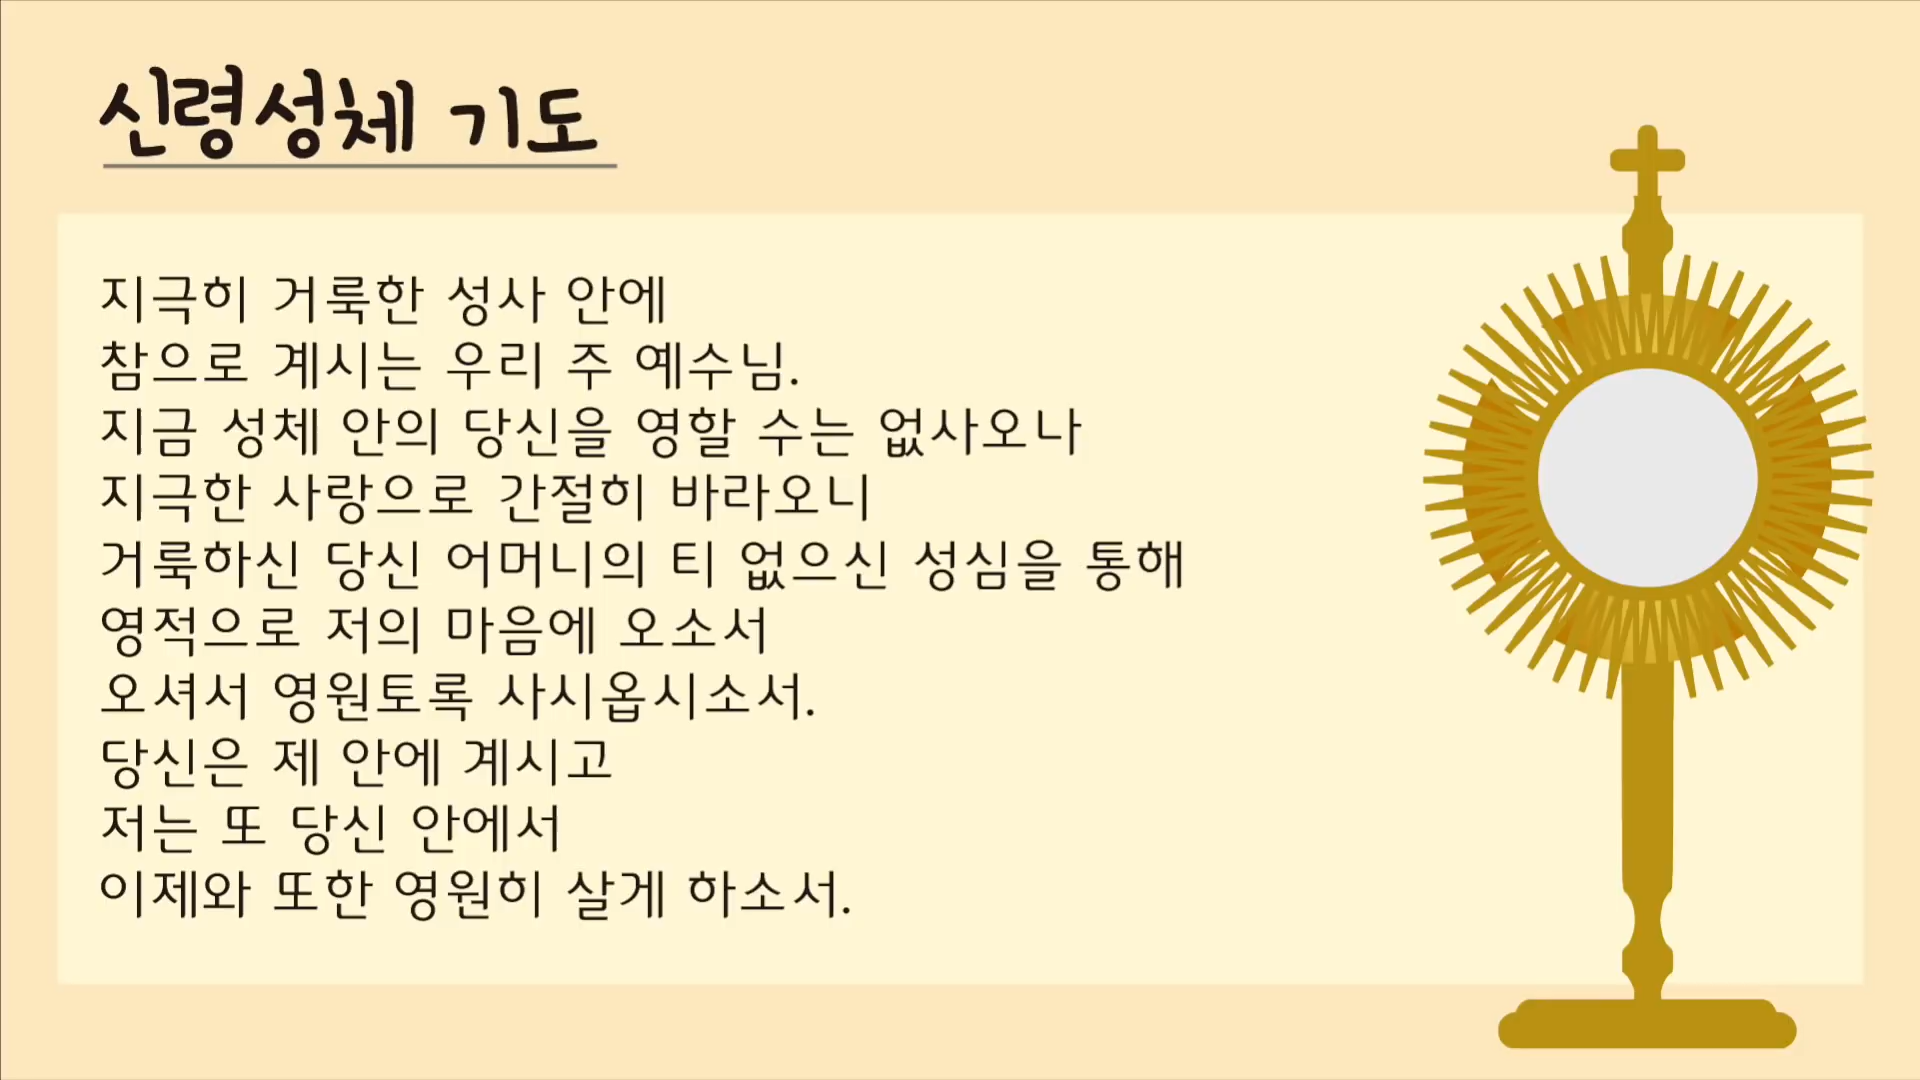 신령성체 기도
지극히 거룩한 성사 안에
참으로 계시는 우리 주 예수님.
지금 성체 안의 당신을 영할 수는 없사오나
지극한 사랑으로 간절히 바라오니
거룩하신 당신 어머니의 티 없으신 성심을 통해
영적으로 저의 마음에 오소서
오셔서 영원토록 사시옵시소서.
당신은 제 안에 계시고
저는 또 당신 안에서
이제와 또한 영원히 살게 하소서.